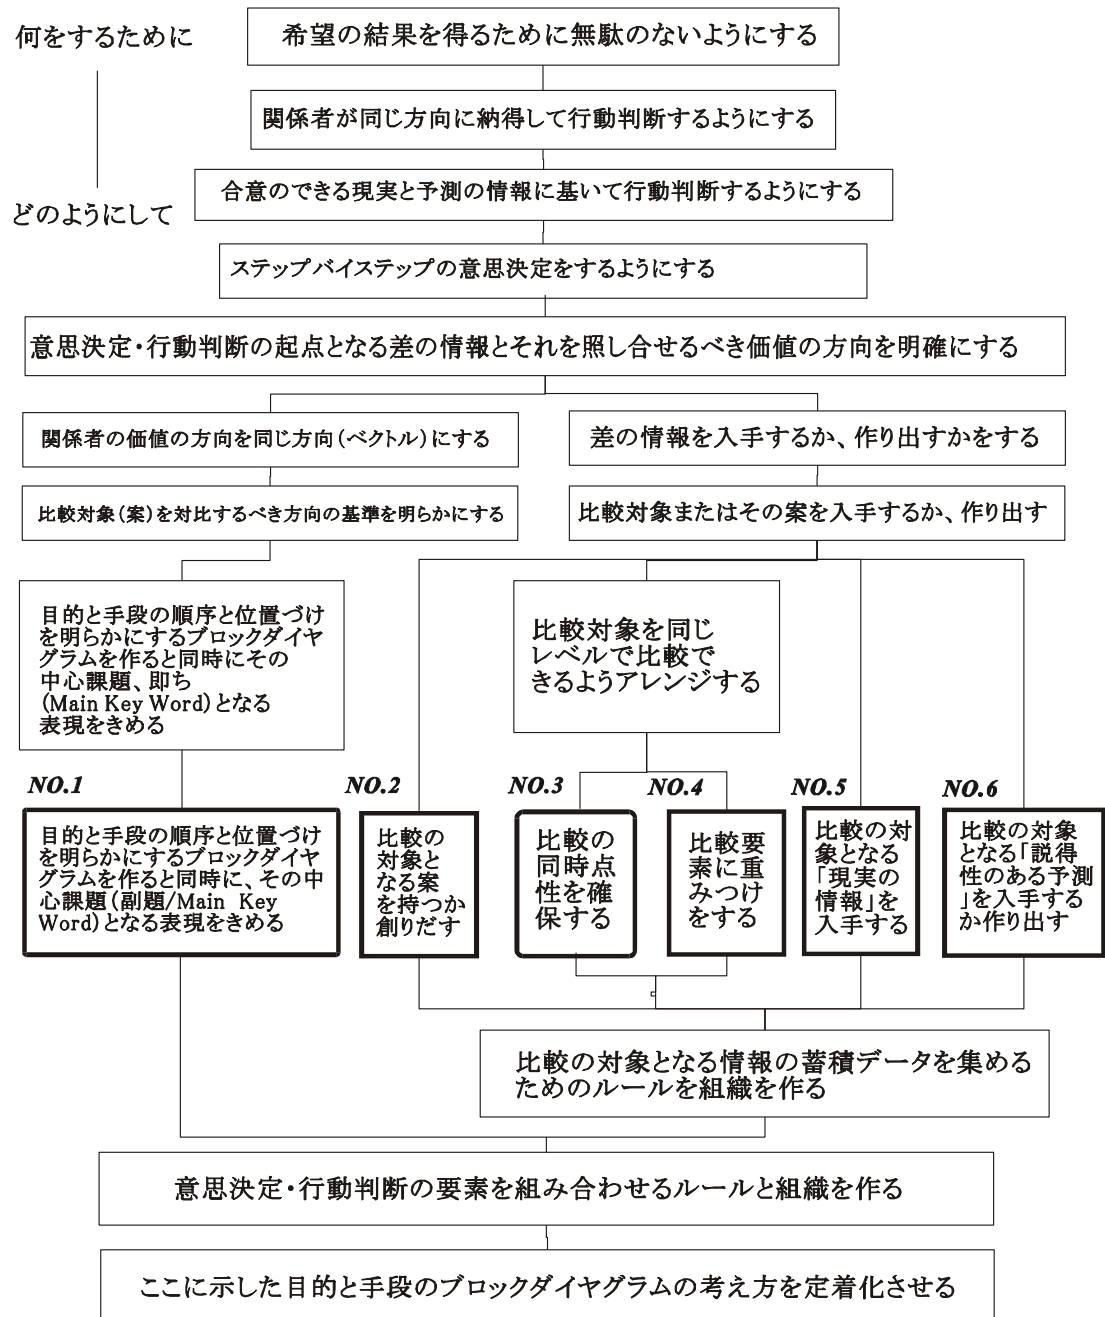 何をするために
希望の結果を得るために無駄のないようにする
関係者が同じ方向に納得して行動判断するようにする
合意のできる現実と予測の情報に基いて行動判断するようにする
どのようにして
ステップバイステップの意思決定をするようにする
意思決定・行動判断の起点となる差の情報とそれを照し合せるべき価値の方向を明確にする
関係者の価値の方向を同じ方向(ベクトル)にする
差の情報を入手するか、作り出すかをする
比較対象(案)を対比するべき方向の基準を明らかにする
比較対象またはその案を入手するか、作り出す
目的と手段の順序と位置づけ
を明らかにするブロックダイヤ
グラムを作ると同時にその
中心課題、即ち
(Main Key Word)となる
表現をきめる
比較対象を同じ
レベルで比較で
きるようアレンジする
NO.1
目的と手段の順序と位置づけ
を明らかにするブロックダイヤ
グラムを作ると同時に、その中
心課題(副題/Main Key
Word)となる表現をきめる
NO.2
比較の
対象と
なる案
を持つか
創りだす
NO.3
比較の
同時点
性を確
保する
NO.4
比較要
素に重
みつけ
をする
NO.5
比較の対
象となる
「現実の
情報」を
入手する
NO.6
比較の対象
となる「説得
性のある予測
」を入手する
か作り出す
比較の対象となる情報の蓄積データを集める
ためのルールを組織を作る
意思決定・行動判断の要素を組み合わせるルールと組織を作る
ここに示した目的と手段のブロックダイヤグラムの考え方を定着化させる